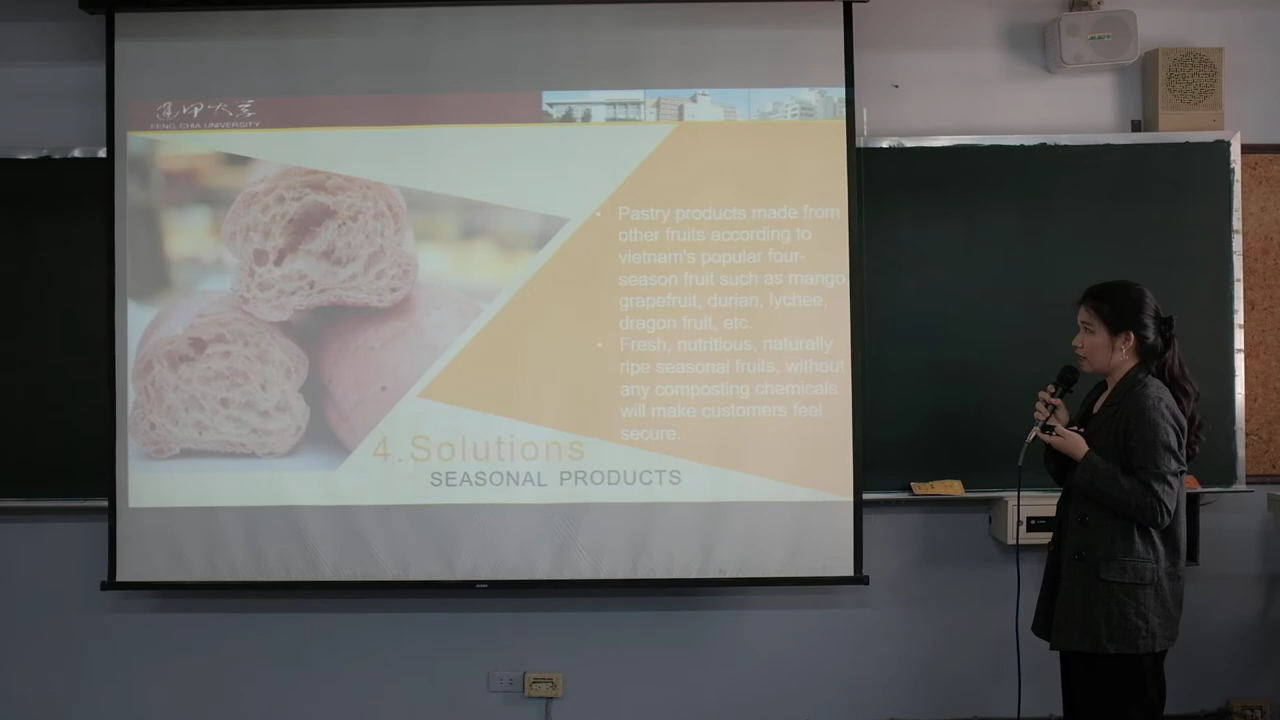 逢甲大學
FENG CHIA UNIVERSITY
• Pastry products made from
other fruits according to
vietnam's popular four-
season fruit such as mango,
grapefruit, durian, lychee,
dragon fruit, etc.
• Fresh, nutritious, naturally
ripe seasonal fruits, without
any composting chemicals
will make customers feel
secure.
4.Solutions
SEASONAL PRODUCTS